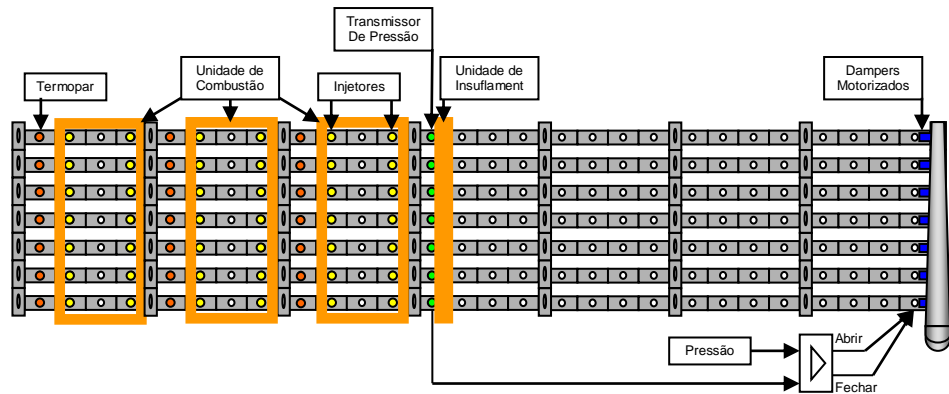 Transmissor
De Pressão
Termopar
Unidade de
Combustão
Injetores
Unidade de
Insuflament
Dampers
Motorizados
Pressão
Abrir
Fechar